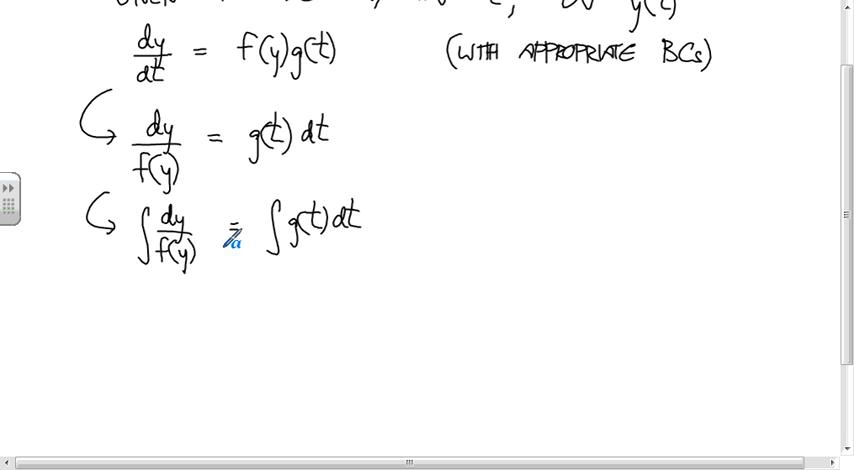 y(t)
dy/dt = f(y)g(t) (WITH APPROPRIATE BCs)
dy/f(y) = g(t) dt
∫ dy/f(y) = ∫ g(t) dt